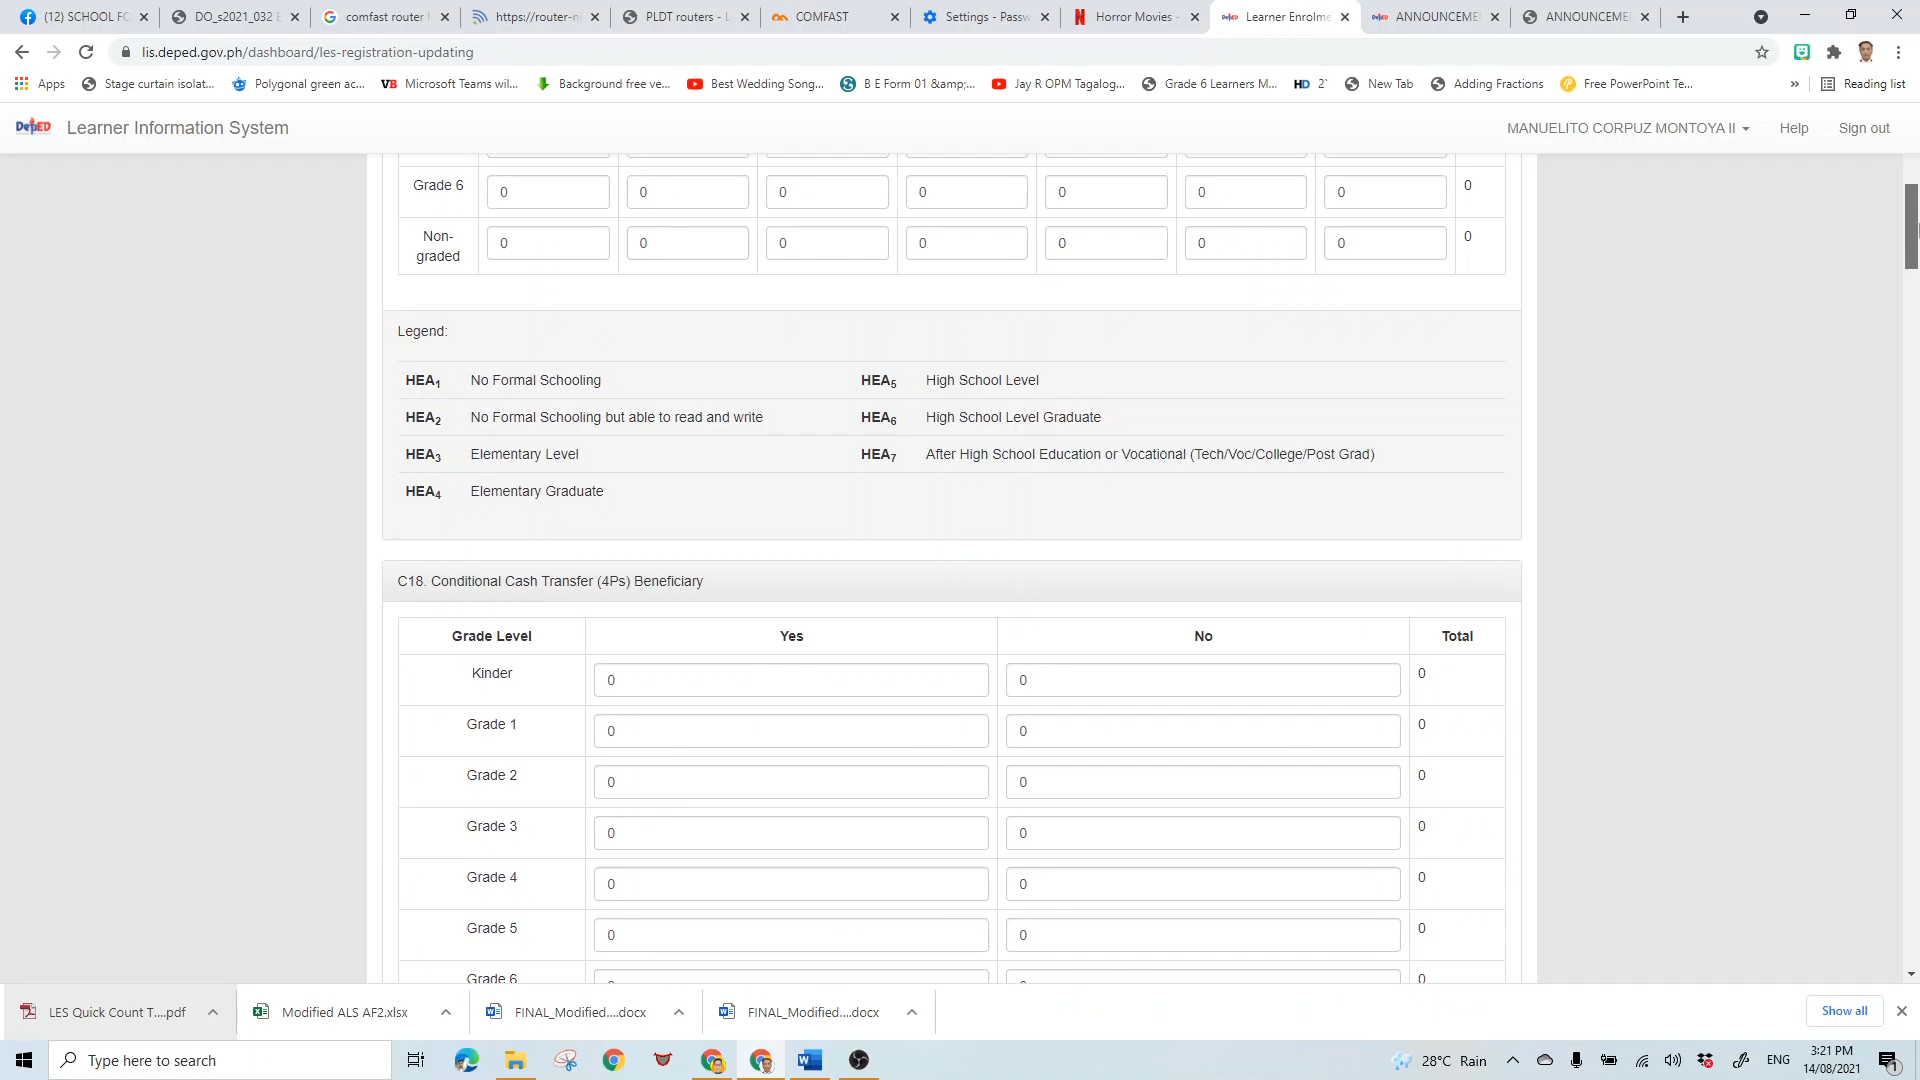 (12) SCHOOL FO
DO_s2021_032 E
comfast router l
https://router-n
PLDT routers - L
COMFAST
Settings - Passw
Horror Movies -
Learner Enrolme
ANNOUNCEME
ANNOUNCEME
lis.deped.gov.ph/dashboard/les-registration-updating
Apps
Stage curtain isolat...
Polygonal green ac...
VB Microsoft Teams wil...
Background free ve...
Best Wedding Song...
B E Form 01 &amp;...
Jay R OPM Tagalog...
Grade 6 Learners M...
HD 2`
New Tab
Adding Fractions
Free PowerPoint Te...
» Reading list
DepED Learner Information System
MANUELITO CORPUZ MONTOYA II
Help
Sign out
Grade 6 0 0 0 0 0 0 0 0
Non-graded 0 0 0 0 0 0 0 0
Legend:
HEA1 No Formal Schooling HEA5 High School Level
HEA2 No Formal Schooling but able to read and write HEA6 High School Level Graduate
HEA3 Elementary Level HEA7 After High School Education or Vocational (Tech/Voc/College/Post Grad)
HEA4 Elementary Graduate
C18. Conditional Cash Transfer (4Ps) Beneficiary
Grade Level Yes No Total
Kinder 0 0 0
Grade 1 0 0 0
Grade 2 0 0 0
Grade 3 0 0 0
Grade 4 0 0 0
Grade 5 0 0 0
Grade 6 0
LES Quick Count T....pdf
Modified ALS AF2.xlsx
FINAL_Modified....docx
FINAL_Modified....docx
Show all
Type here to search
28°C Rain
ENG
3:21 PM
14/08/2021
1